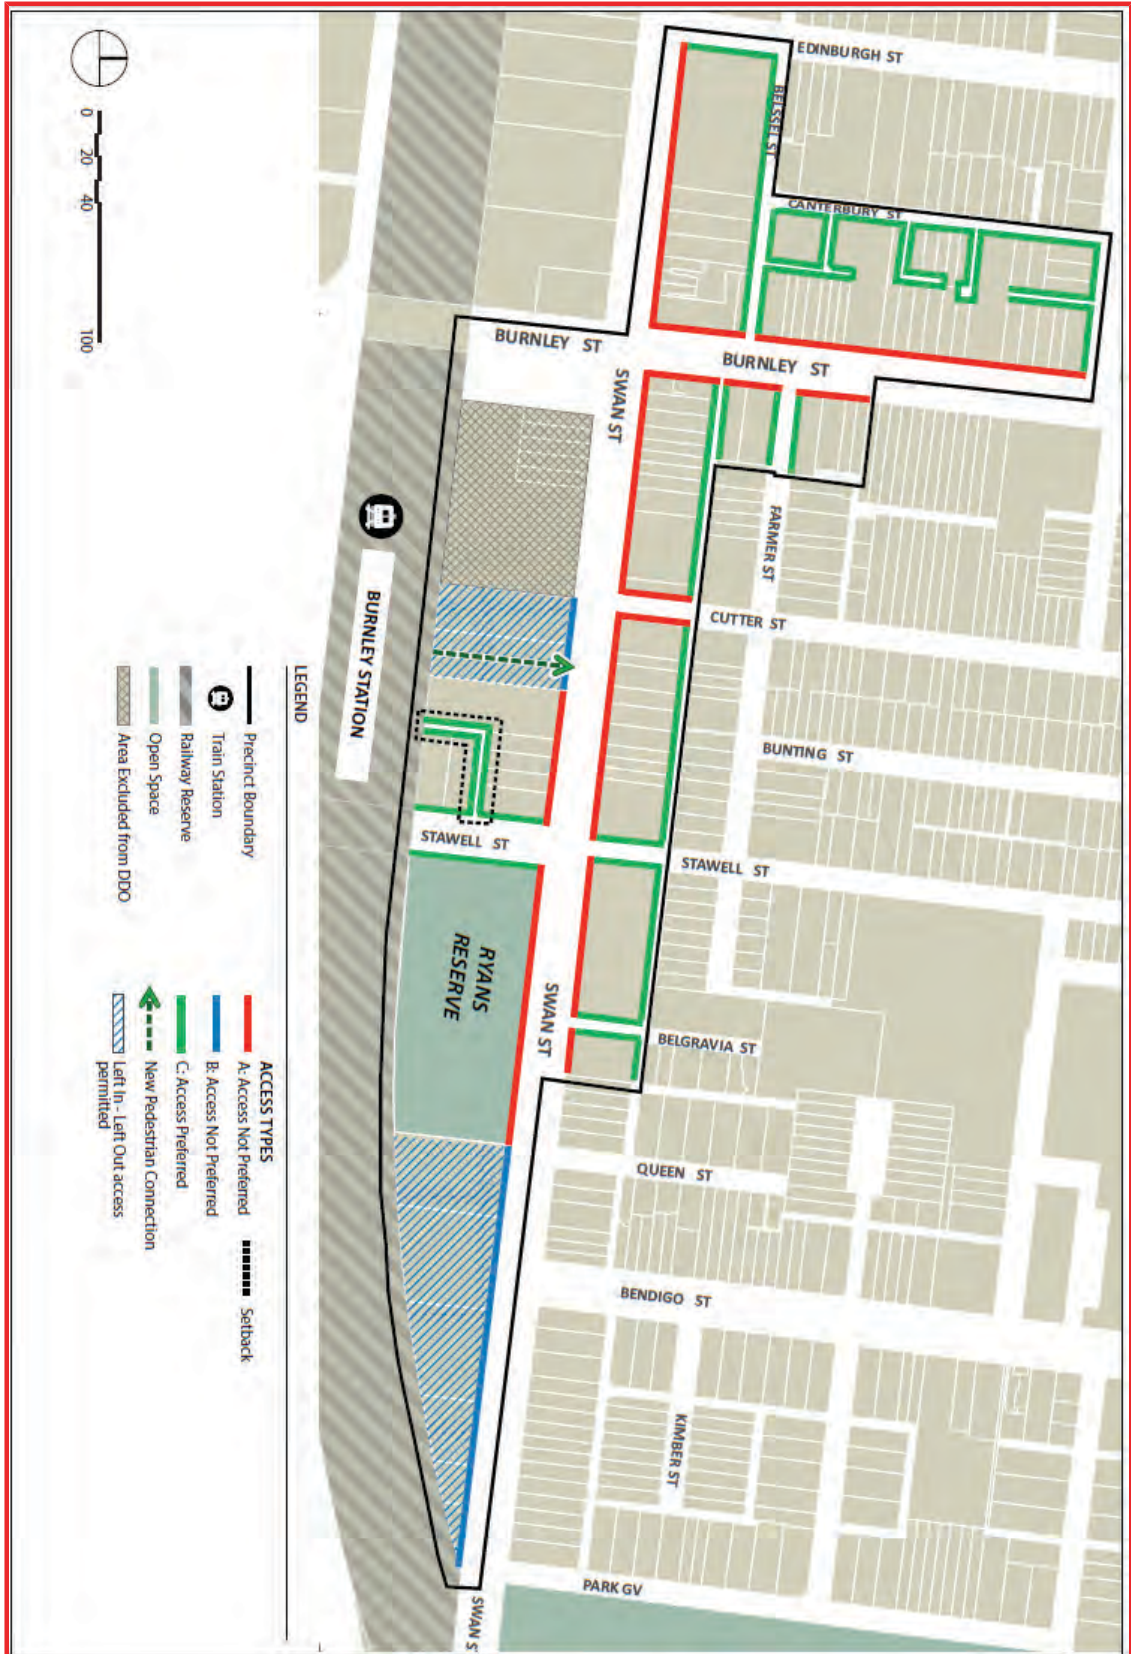 EDINBURGH ST
BEISSEL ST
CANTERBURY ST
BURNLEY ST
BURNLEY ST
SWAN ST
FARMER ST
CUTTER ST
BUNTING ST
STAWELL ST
STAWELL ST
BURNLEY STATION
RYANS
RESERVE
SWAN ST
BELGRAVIA ST
QUEEN ST
BENDIGO ST
KIMBER ST
PARK GV
SWAN S
0
20
40
100
LEGEND
Precinct Boundary
Train Station
Railway Reserve
Open Space
Area Excluded from DDO
ACCESS TYPES
A: Access Not Preferred
B: Access Not Preferred
C: Access Preferred
New Pedestrian Connection
Left In - Left Out access
permitted
Setback